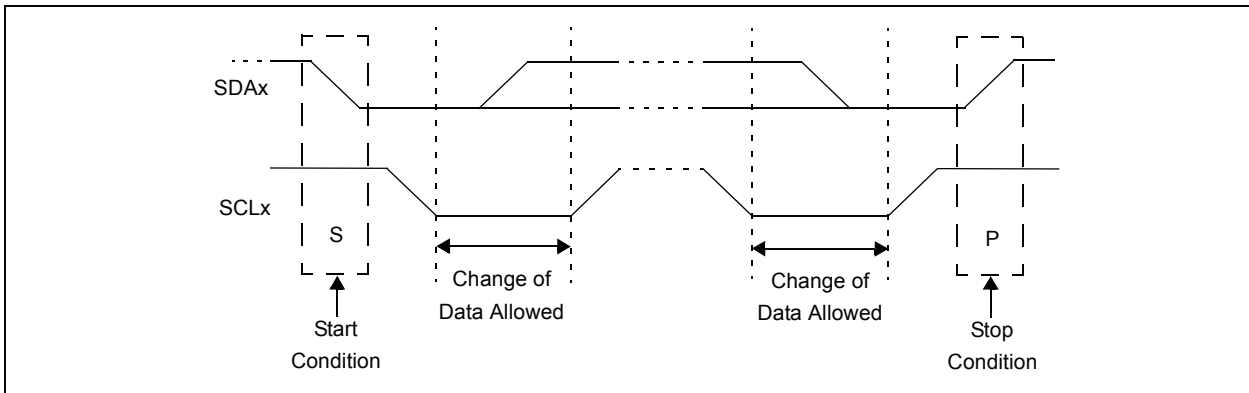 SDAx
SCLx
S
P
Change of
Data Allowed
Change of
Data Allowed
Start
Condition
Stop
Condition